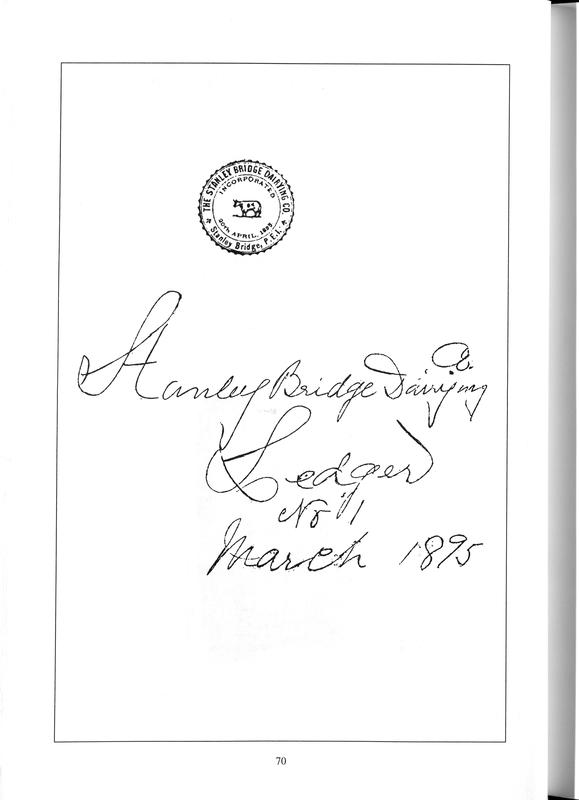 THE STANLEY BRIDGE DAIRYING CO.
INCORPORATED
20th APRIL, 1895
Stanley Bridge, P.E.I.
Stanley Bridge Dairying Co.
Ledger
No 1
March 1895
70